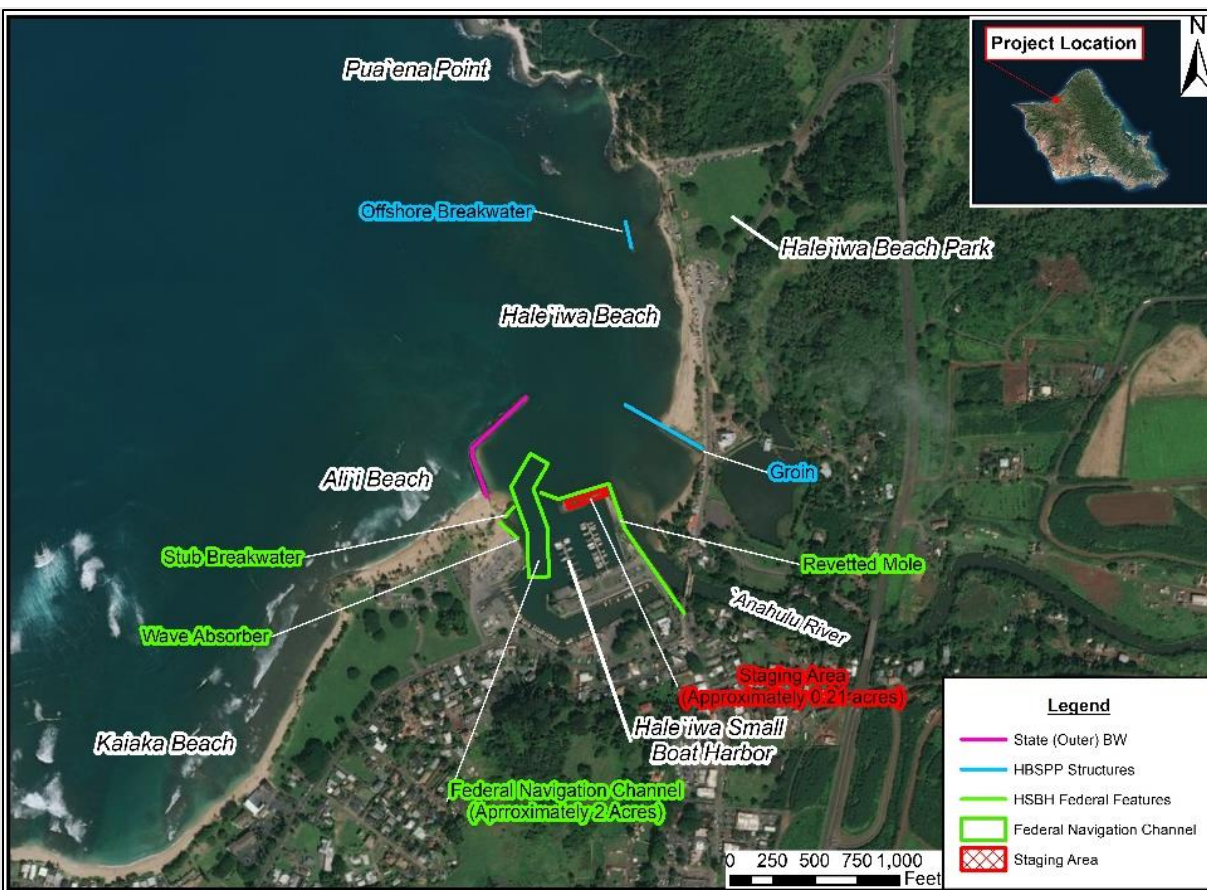 Project Location
N
Pua`ena Point
Offshore Breakwater
Hale`iwa Beach Park
Hale`iwa Beach
Ali`i Beach
Groin
Stub Breakwater
Revetted Mole
Wave Absorber
`Anahulu River
Staging Area
(Approximately 0.21 acres)
Kaiaka Beach
Hale`iwa Small
Boat Harbor
Federal Navigation Channel
(Aprroximately 2 Acres)
Legend
State (Outer) BW
HBSPP Structures
HSBH Federal Features
Federal Navigation Channel
Staging Area
0 250 500 750 1,000
Feet